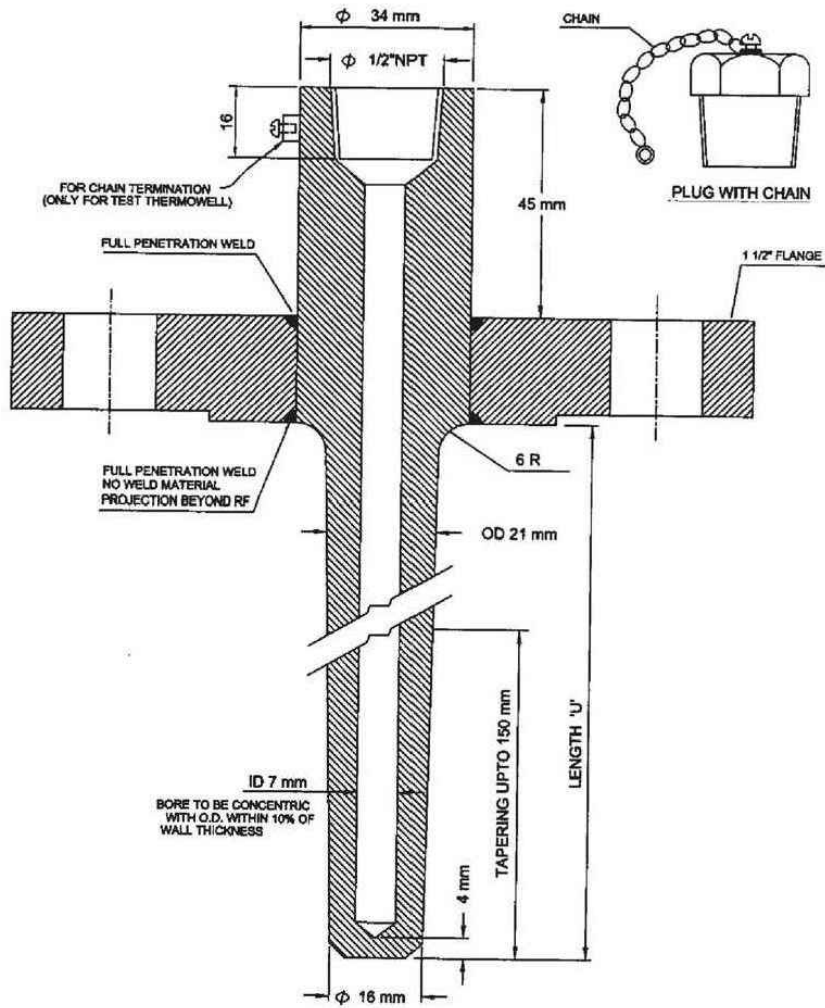 ϕ 34 mm
ϕ 1/2"NPT
CHAIN
16
FOR CHAIN TERMINATION
(ONLY FOR TEST THERMOWELL)
45 mm
PLUG WITH CHAIN
FULL PENETRATION WELD
1 1/2" FLANGE
FULL PENETRATION WELD
NO WELD MATERIAL
PROJECTION BEYOND RF
6 R
OD 21 mm
TAPERING UPTO 150 mm
LENGTH 'U'
ID 7 mm
BORE TO BE CONCENTRIC
WITH O.D. WITHIN 10% OF
WALL THICKNESS
4 mm
ϕ 16 mm